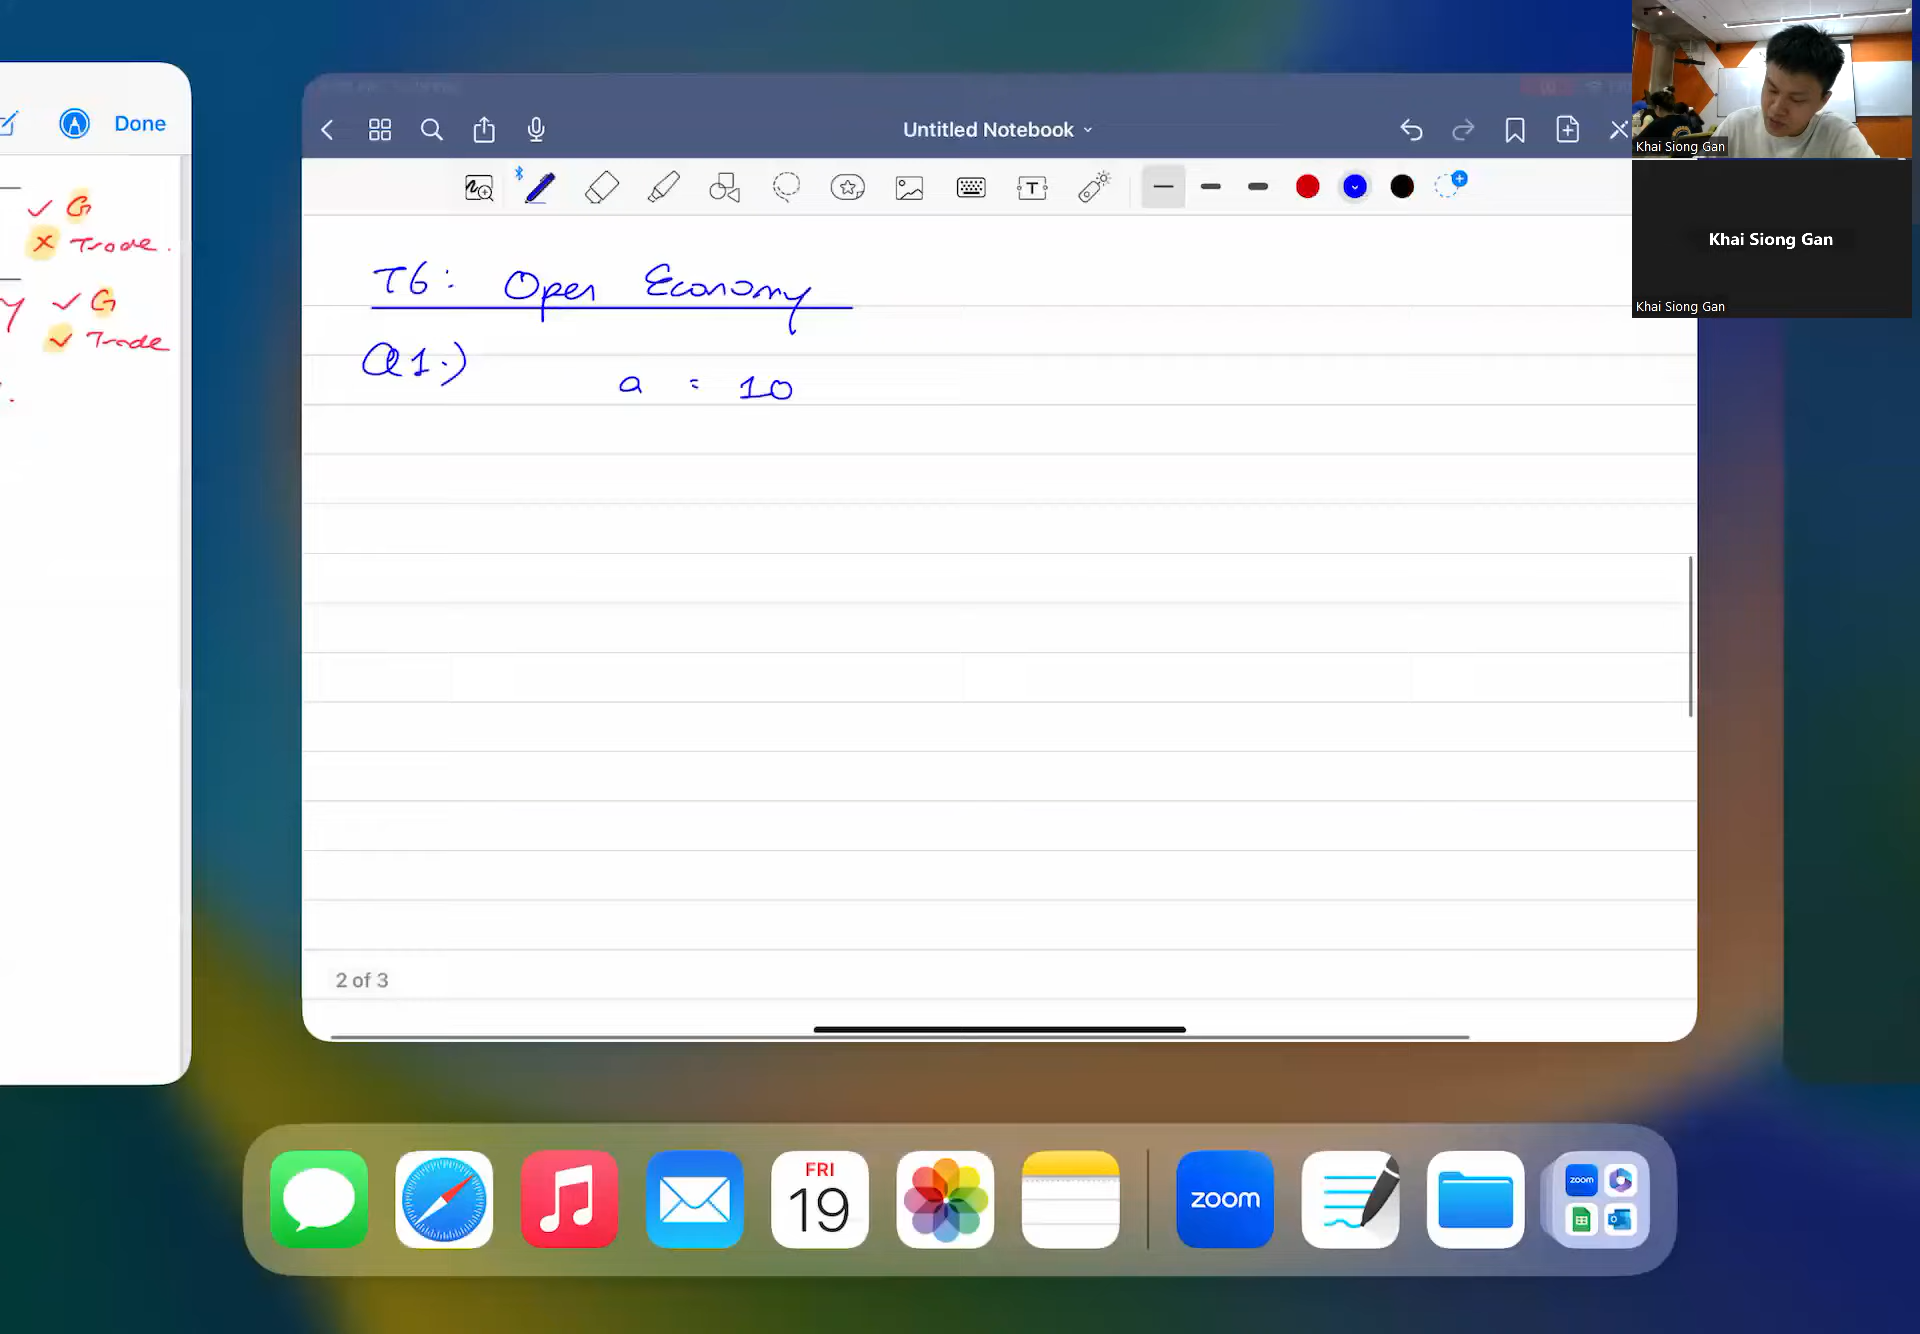 Done
✓ G
✗ Trade.
y ✓ G
✓ Trade
Untitled Notebook
T
T6: Open Economy
Q1.)
a = 10
2 of 3
Khai Siong Gan
Khai Siong Gan
Khai Siong Gan
FRI
19
zoom
zoom